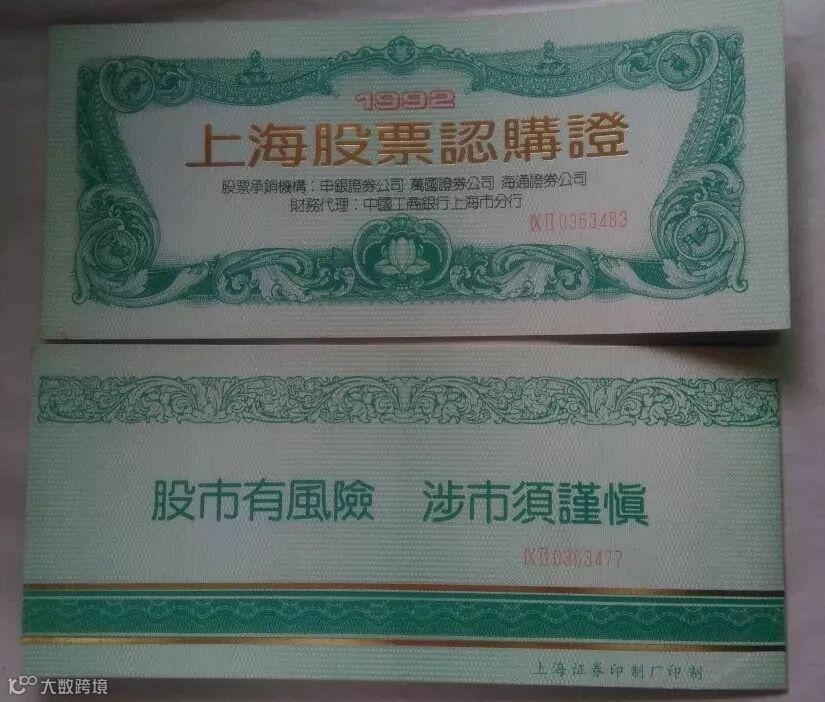 1992
上海股票認購證
股票承銷機構：申銀證券公司 萬國證券公司 海通證券公司
財務代理：中國工商銀行上海市分行
IXII0363483
股市有風險 涉市須謹慎
IXII0363477
上海证券印制厂印制
大数跨境